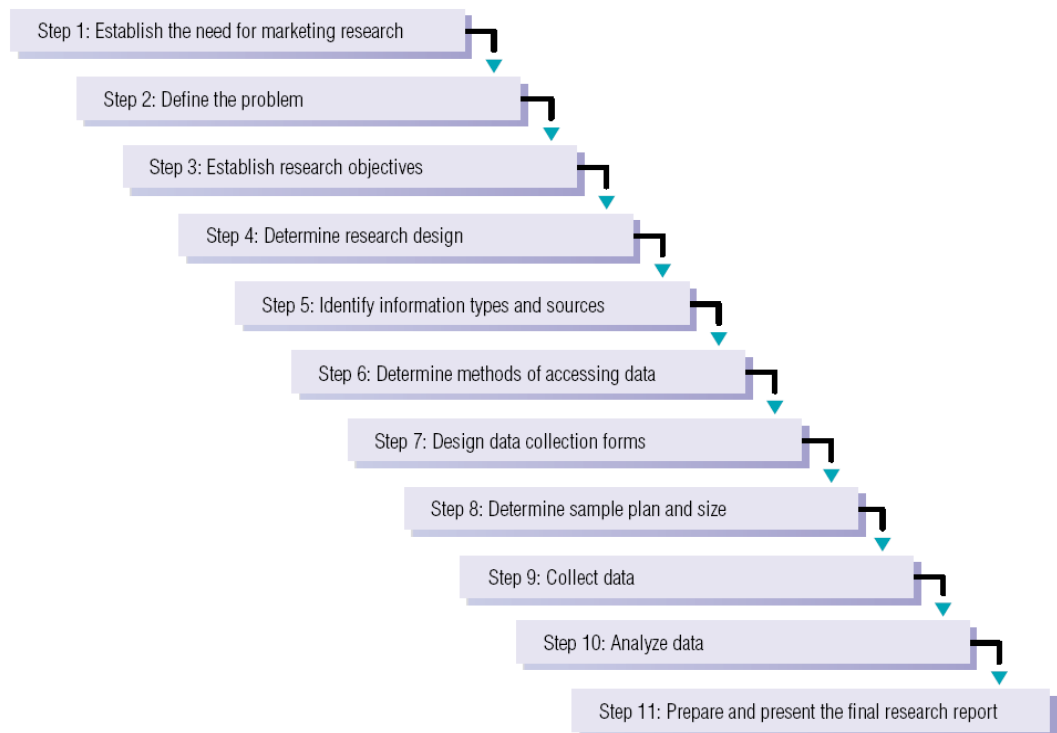 Step 1: Establish the need for marketing research
Step 2: Define the problem
Step 3: Establish research objectives
Step 4: Determine research design
Step 5: Identify information types and sources
Step 6: Determine methods of accessing data
Step 7: Design data collection forms
Step 8: Determine sample plan and size
Step 9: Collect data
Step 10: Analyze data
Step 11: Prepare and present the final research report